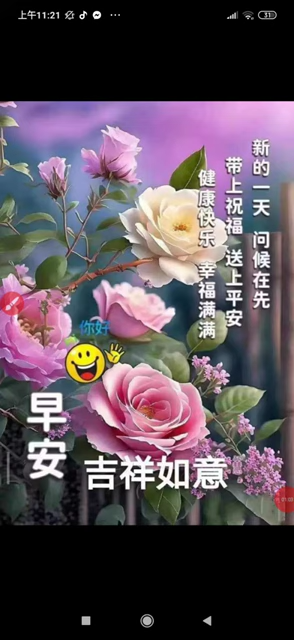 上午11:21
31
新的一天 问候在先
带上祝福 送上平安
健康快乐 幸福满满
你好
早安
吉祥如意